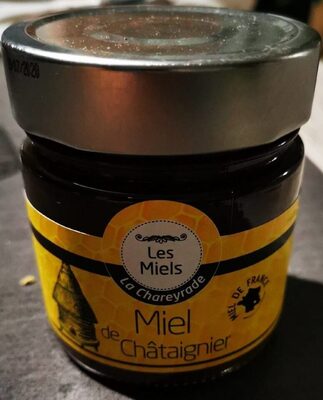 Les
Miels
La Chareyrade
MIEL DE FRANCE
Miel
de Châtaignier